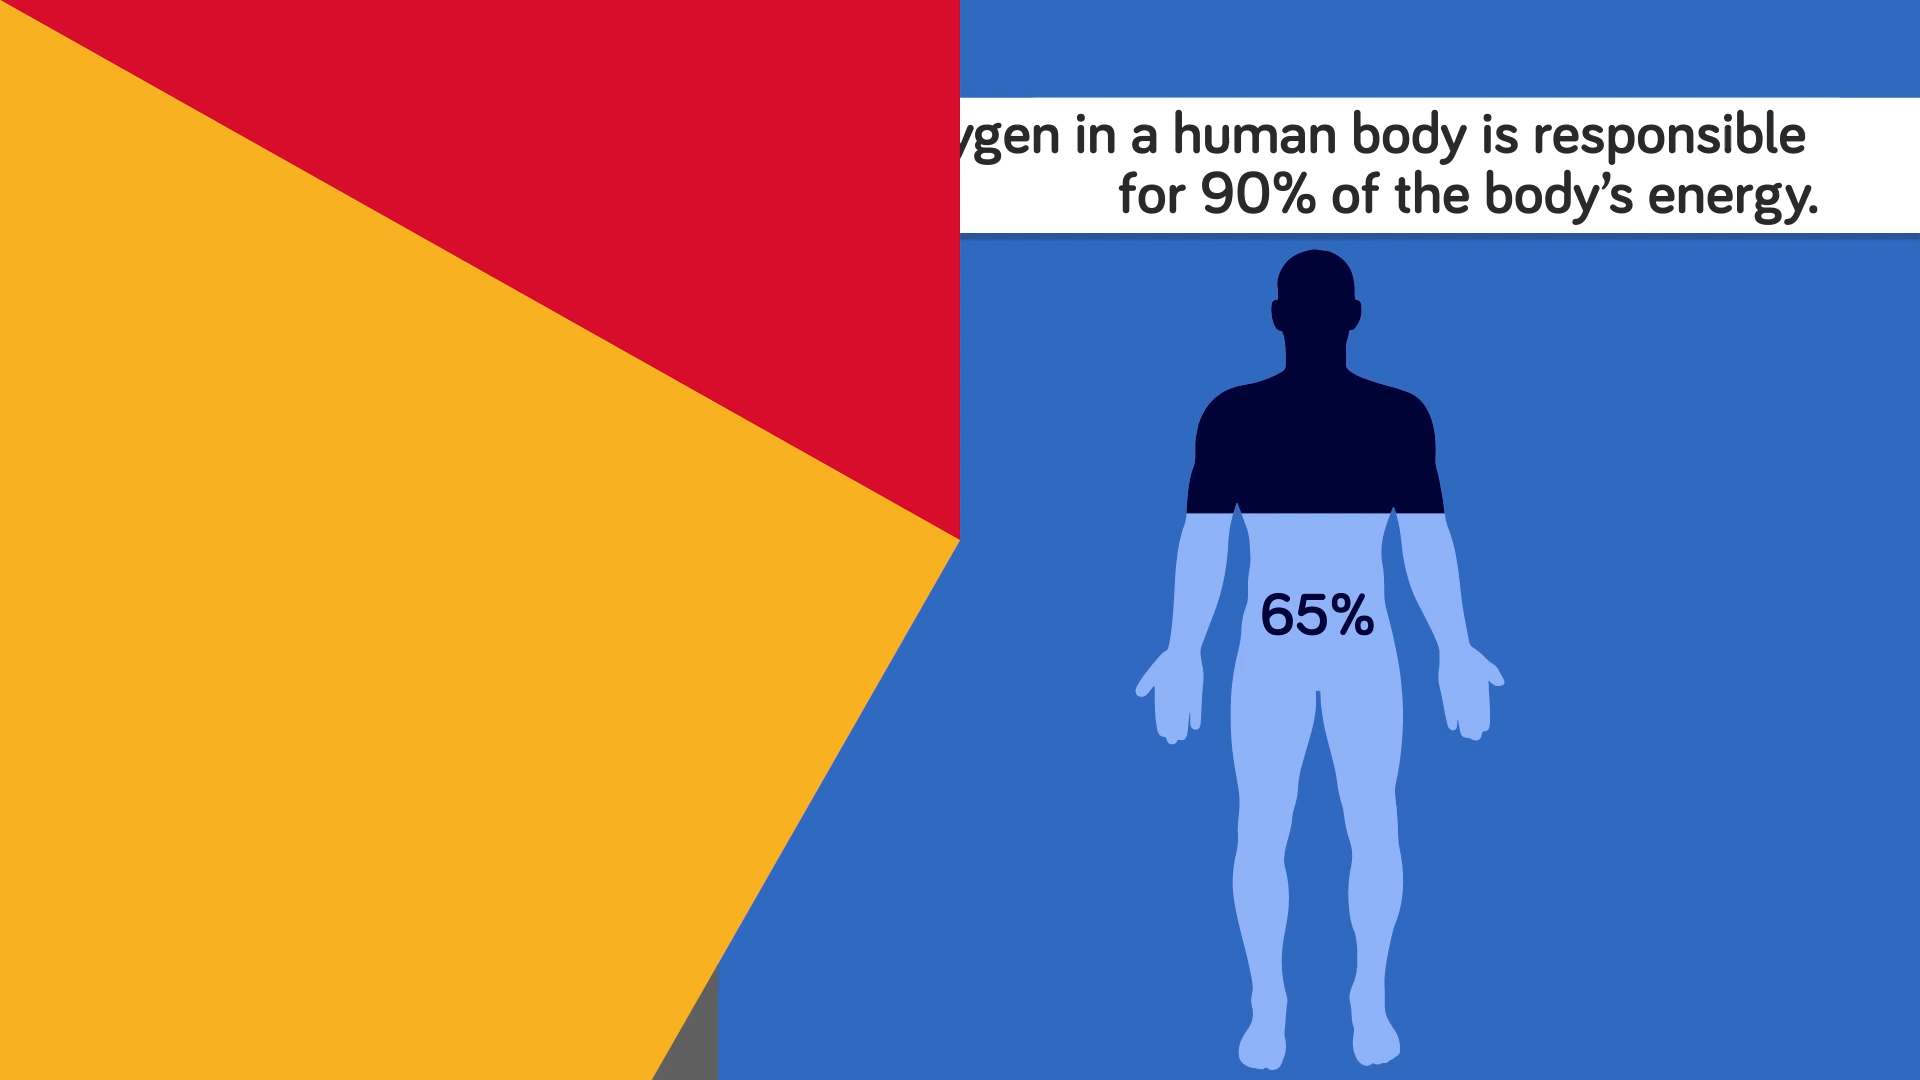 ygen in a human body is responsible
for 90% of the body’s energy.
65%